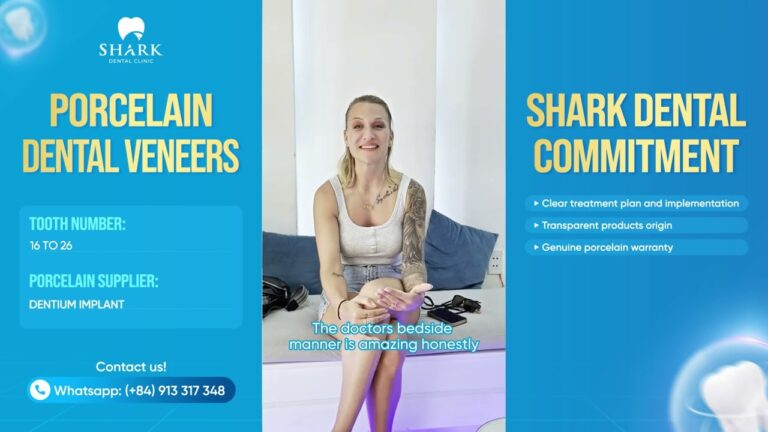 SHARK
DENTAL CLINIC
PORCELAIN
DENTAL VENEERS
TOOTH NUMBER:
16 TO 26
PORCELAIN SUPPLIER:
DENTIUM IMPLANT
Contact us!
Whatsapp: (+84) 913 317 348
The doctors bedside
manner is amazing honestly
SHARK DENTAL
COMMITMENT
Clear treatment plan and implementation
Transparent products origin
Genuine porcelain warranty